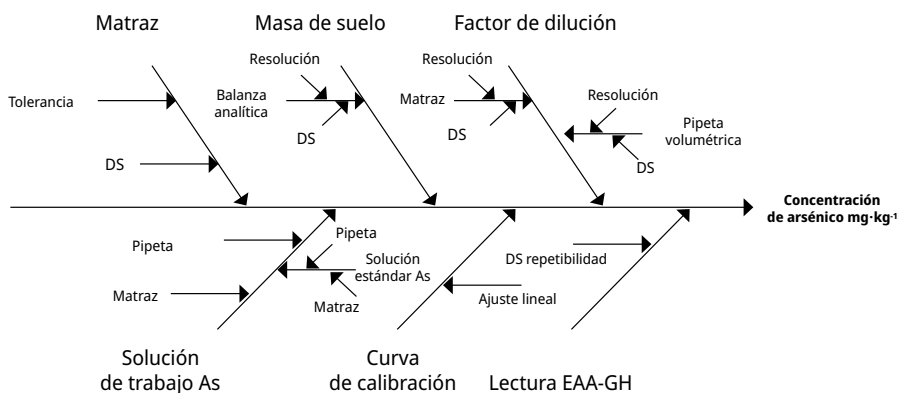 Matraz
Masa de suelo
Factor de dilución
Resolución
Resolución
Tolerancia
Balanza
analítica
Matraz
Resolución
DS
DS
Pipeta
volumétrica
DS
DS
Concentración
de arsénico mg·kg-1
Pipeta
Pipeta
Solución
estándar As
DS repetibilidad
Matraz
Matraz
Ajuste lineal
Solución
de trabajo As
Curva
de calibración
Lectura EAA-GH